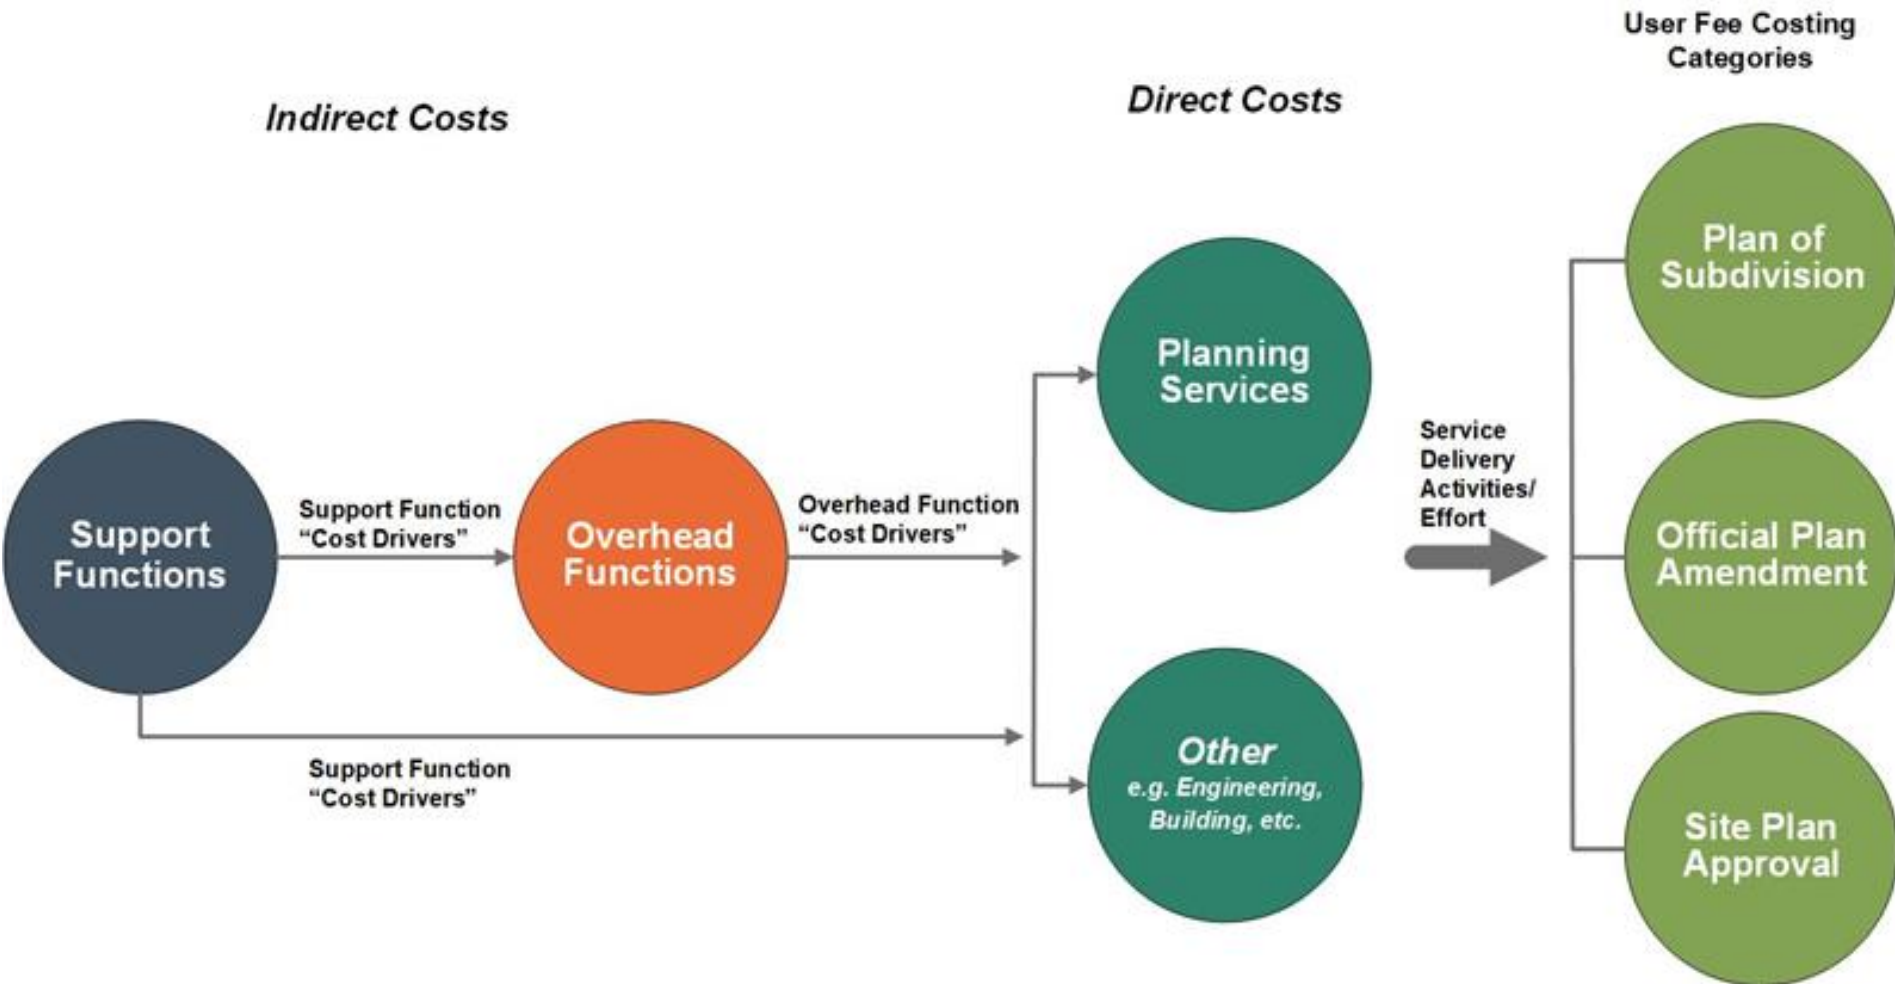 User Fee Costing
Categories
Indirect Costs
Direct Costs
Plan of
Subdivision
Planning
Services
Service
Delivery
Activities/
Effort
Support Function
“Cost Drivers”
Overhead Function
“Cost Drivers”
Support
Functions
Overhead
Functions
Official Plan
Amendment
Support Function
“Cost Drivers”
Other
e.g. Engineering,
Building, etc.
Site Plan
Approval